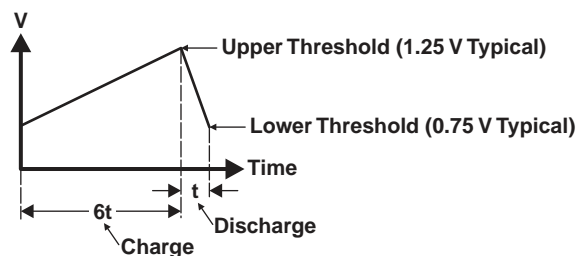 V
Upper Threshold (1.25 V Typical)
Lower Threshold (0.75 V Typical)
Time
t
6t
Discharge
Charge